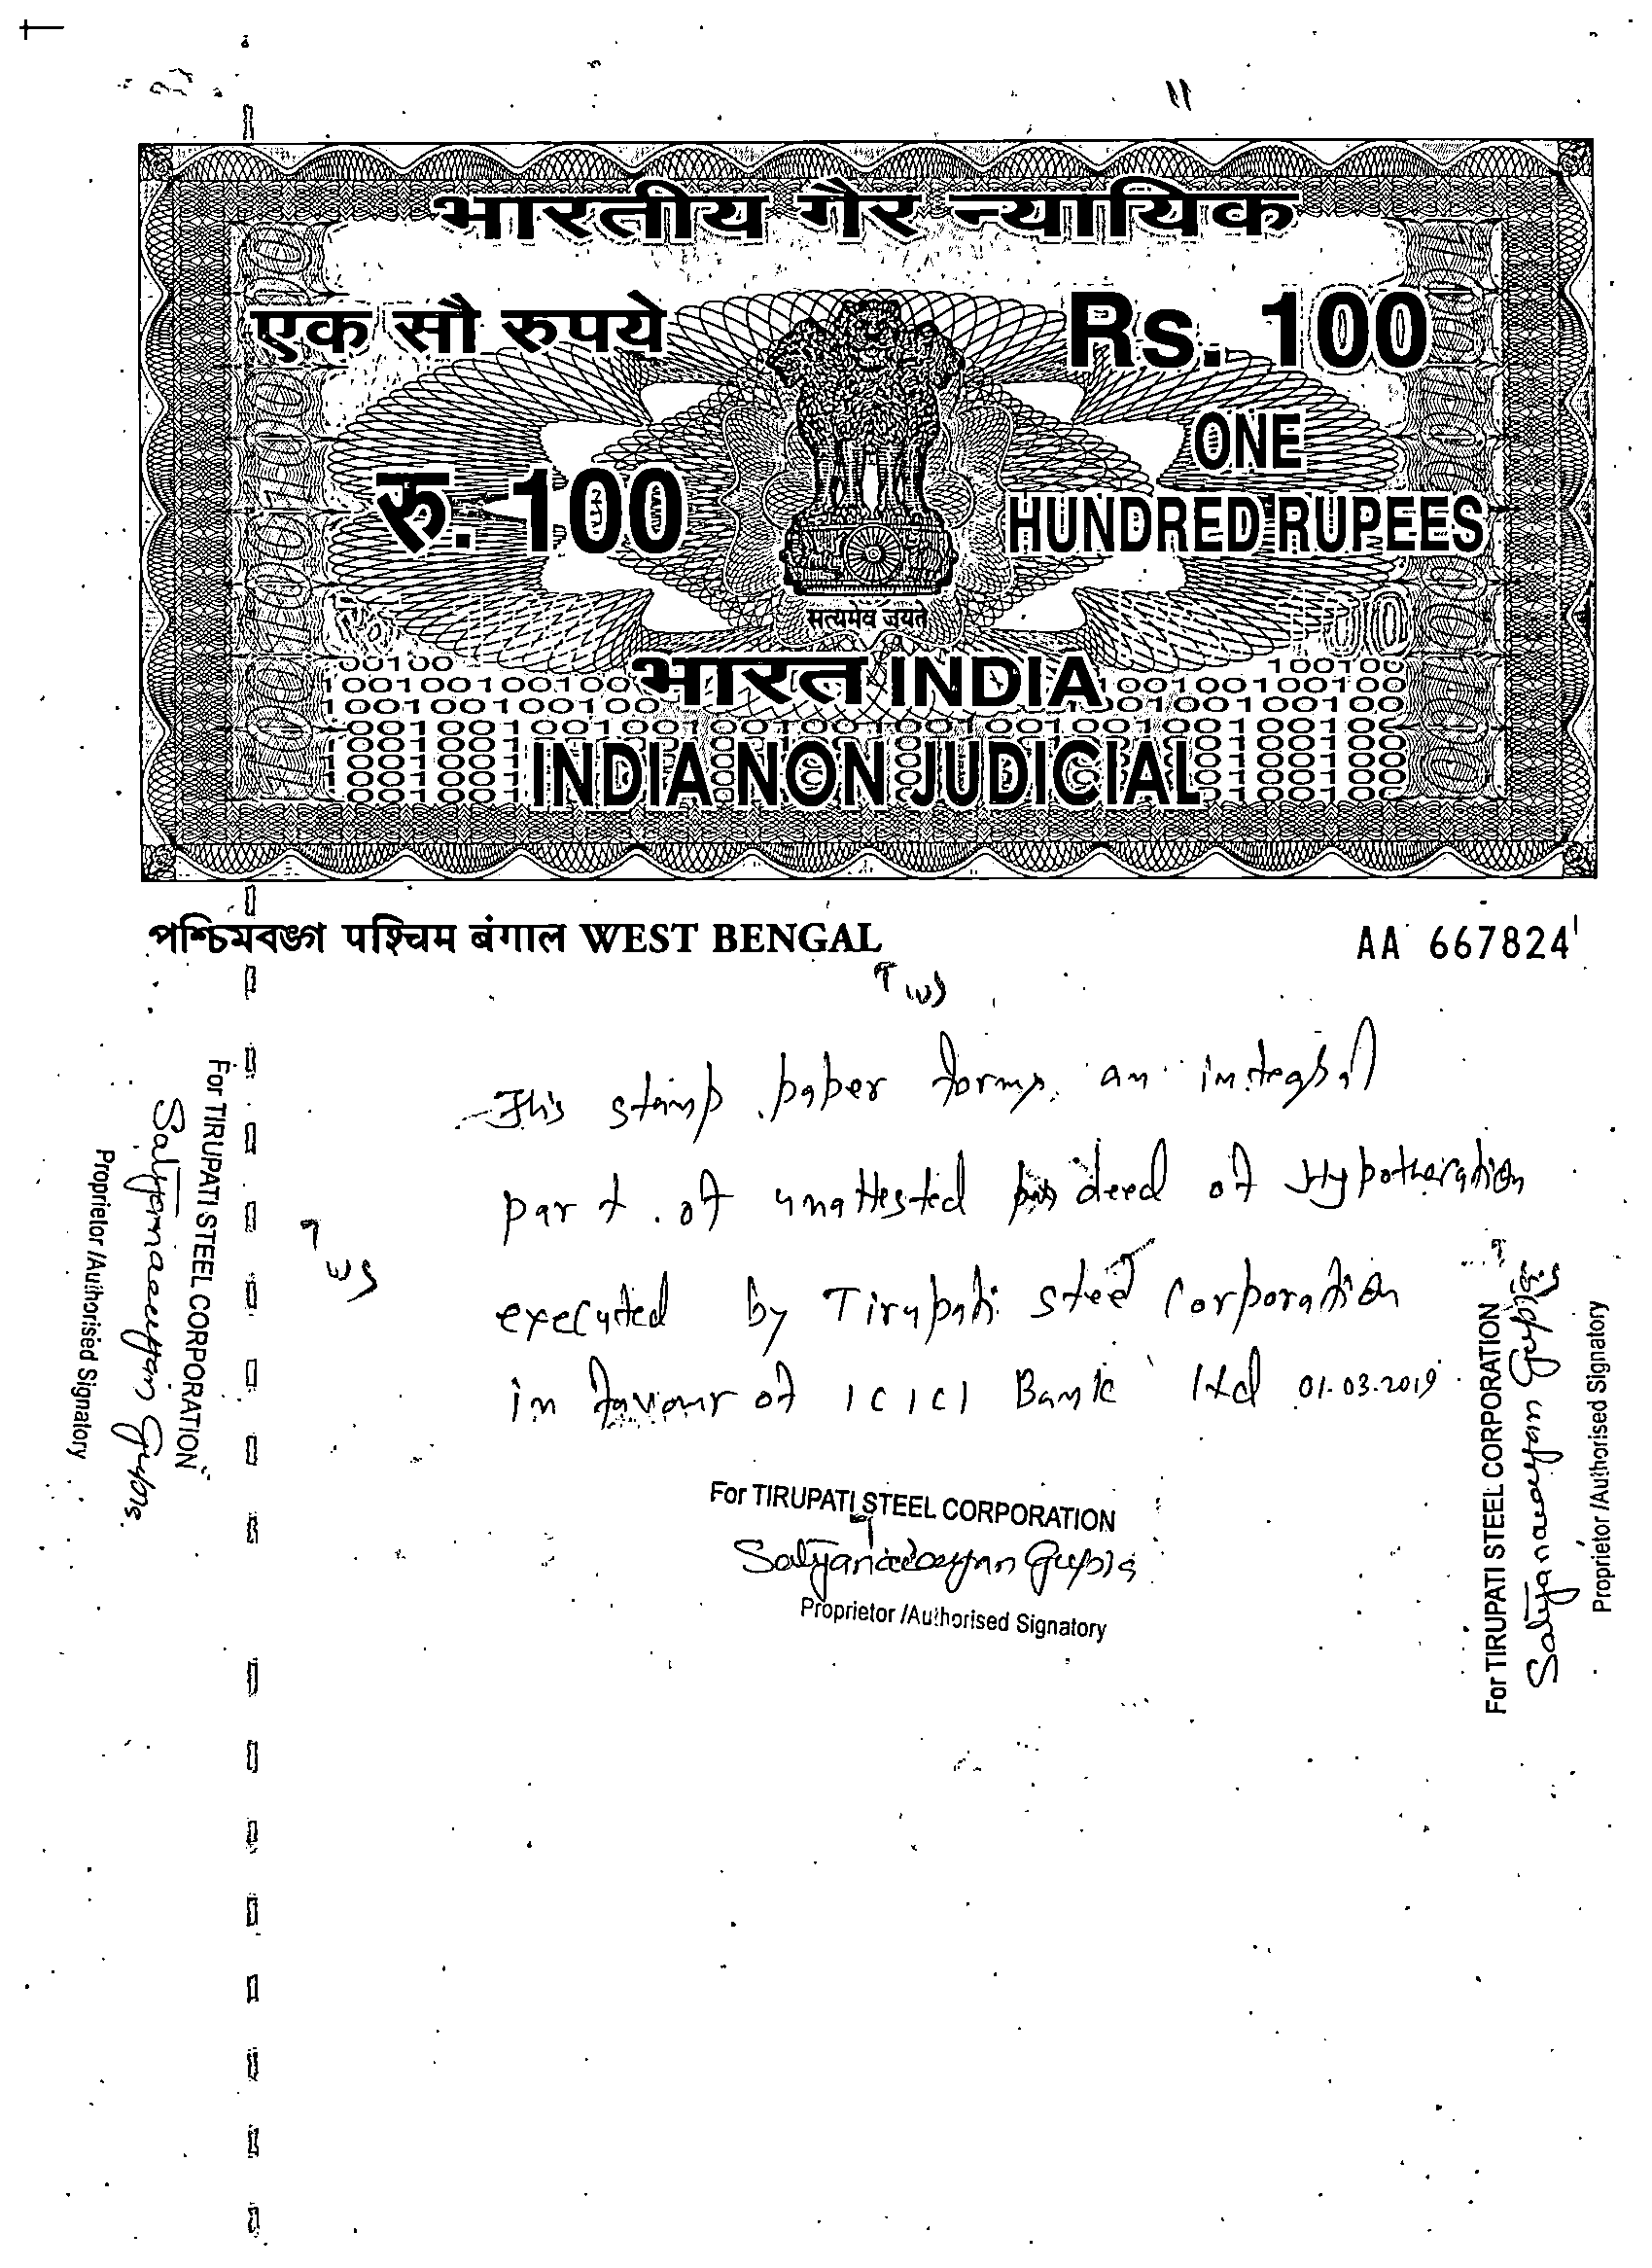 भारतीय गैर न्यायिक
एक सौ रुपये
Rs. 100
रु. 100
ONE
HUNDRED RUPEES
सत्यमेव जयते
भारत INDIA
INDIA NON JUDICIAL
পশ্চিমবঙ্গ पश्चिम बंगाल WEST BENGAL
AA 667824
This stamp paper forms an integral
part of unattested deed of Hypothecation
executed by Tirupati Steel Corporation
in favour of ICICI Bank Ltd 01.03.2019
For TIRUPATI STEEL CORPORATION
Satyanarayan Gupta
Proprietor /Authorised Signatory
For TIRUPATI STEEL CORPORATION
Satyanarayan Gupta
Proprietor /Authorised Signatory
For TIRUPATI STEEL CORPORATION
Satyanarayan Gupta
Proprietor /Authorised Signatory